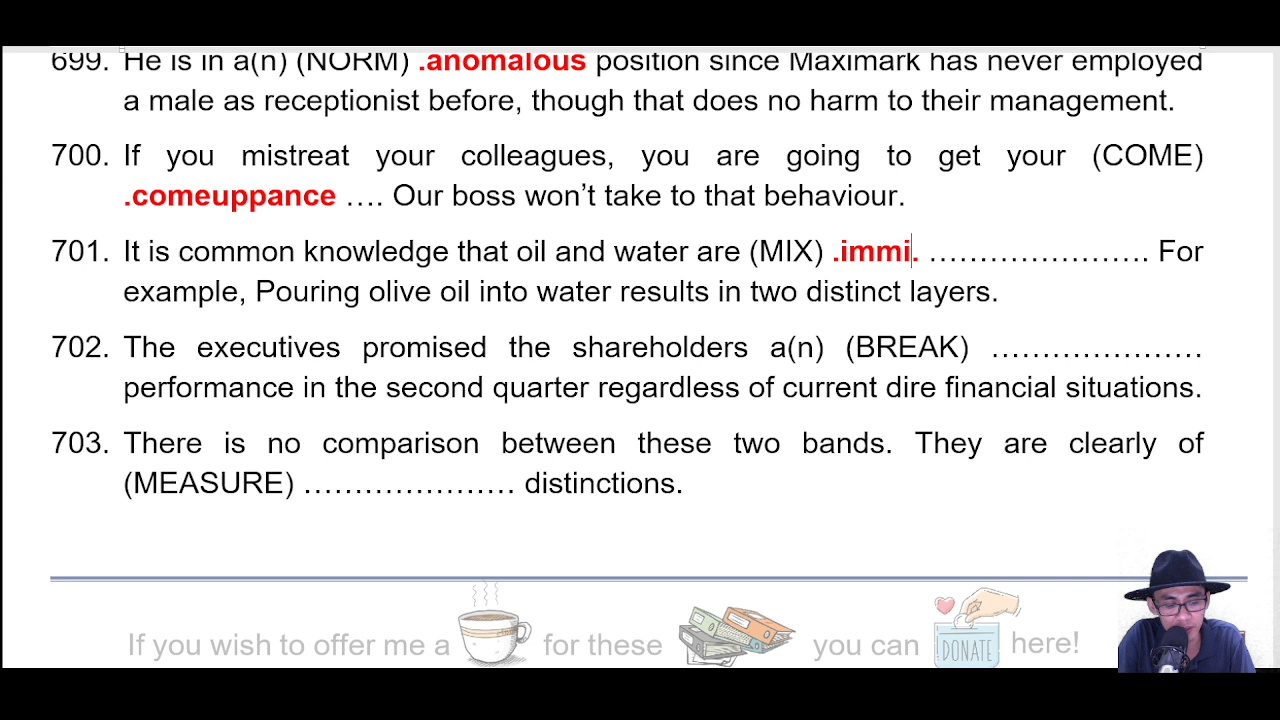 699. He is in a(n) (NORM) .anomalous position since Maximark has never employed
a male as receptionist before, though that does no harm to their management.
700. If you mistreat your colleagues, you are going to get your (COME)
.comeuppance .... Our boss won’t take to that behaviour.
701. It is common knowledge that oil and water are (MIX) .immi. ...................... For
example, Pouring olive oil into water results in two distinct layers.
702. The executives promised the shareholders a(n) (BREAK) .....................
performance in the second quarter regardless of current dire financial situations.
703. There is no comparison between these two bands. They are clearly of
(MEASURE) ..................... distinctions.
If you wish to offer me a for these you can DONATE here!